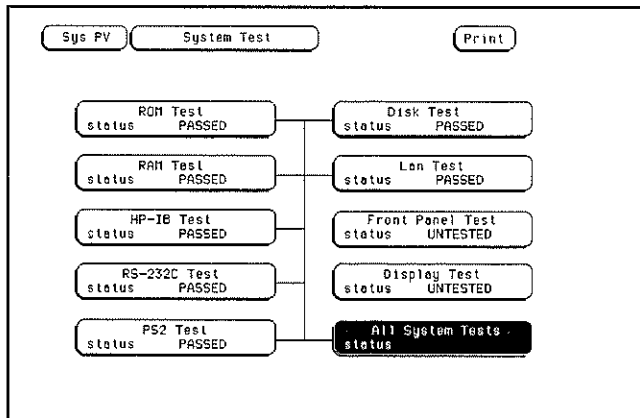 Sys PV System Test Print
ROM Test
status PASSED
Disk Test
status PASSED
RAM Test
status PASSED
Lan Test
status PASSED
HP-IB Test
status PASSED
Front Panel Test
status UNTESTED
RS-232C Test
status PASSED
Display Test
status UNTESTED
PS2 Test
status PASSED
All System Tests
status